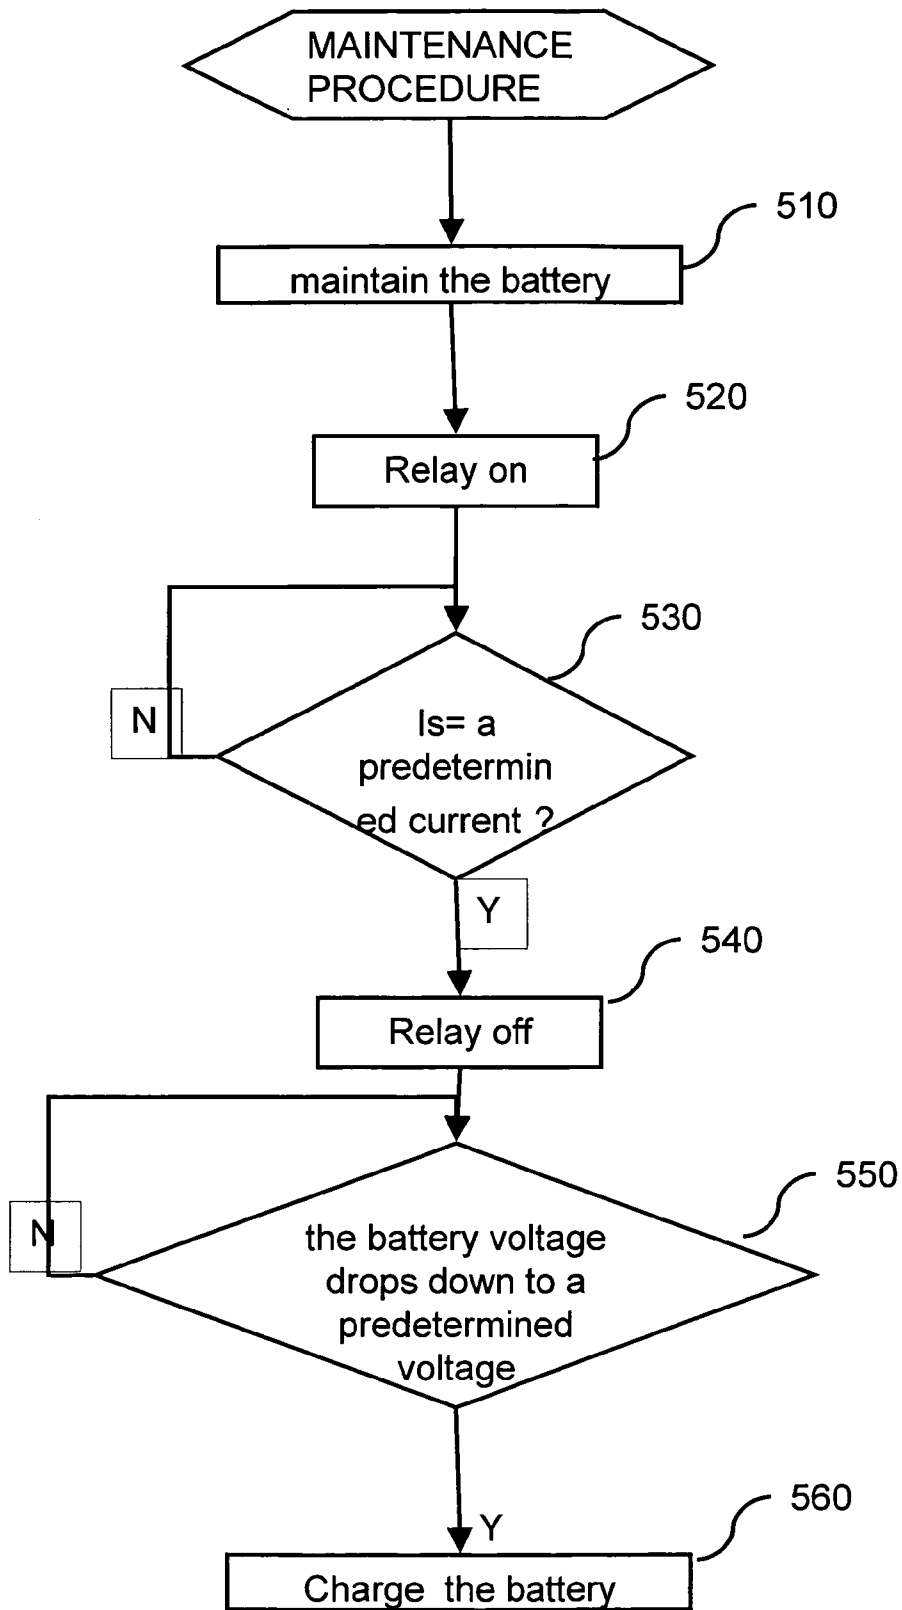 MAINTENANCE
PROCEDURE
510
maintain the battery
520
Relay on
530
N
Is= a
predetermin
ed current ?
Y
540
Relay off
550
N
the battery voltage
drops down to a
predetermined
voltage
560
Y
Charge the battery